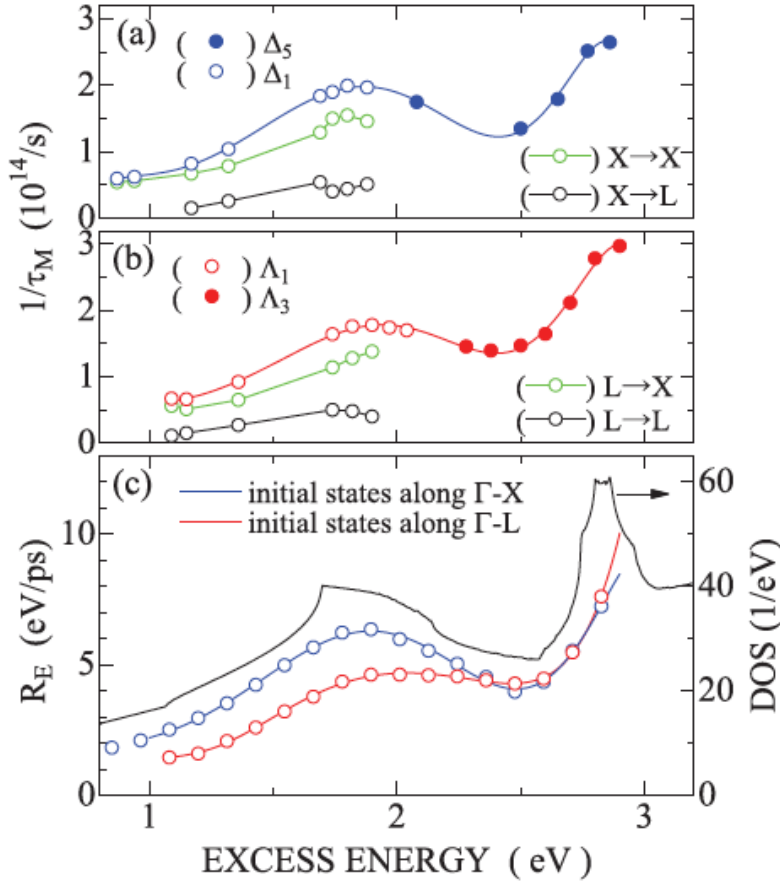 (a)
( ● ) Δ5
( ○ ) Δ1
(—○—) X→X
(—○—) X→L
3
2
1
0
1/τM (10^14/s)
(b)
( ○ ) Λ1
( ● ) Λ3
(—○—) L→X
(—○—) L→L
3
2
1
0
(c)
initial states along Γ-X
initial states along Γ-L
RE (eV/ps)
10
5
0
DOS (1/eV)
60
40
20
0
1 2 3
EXCESS ENERGY ( eV )